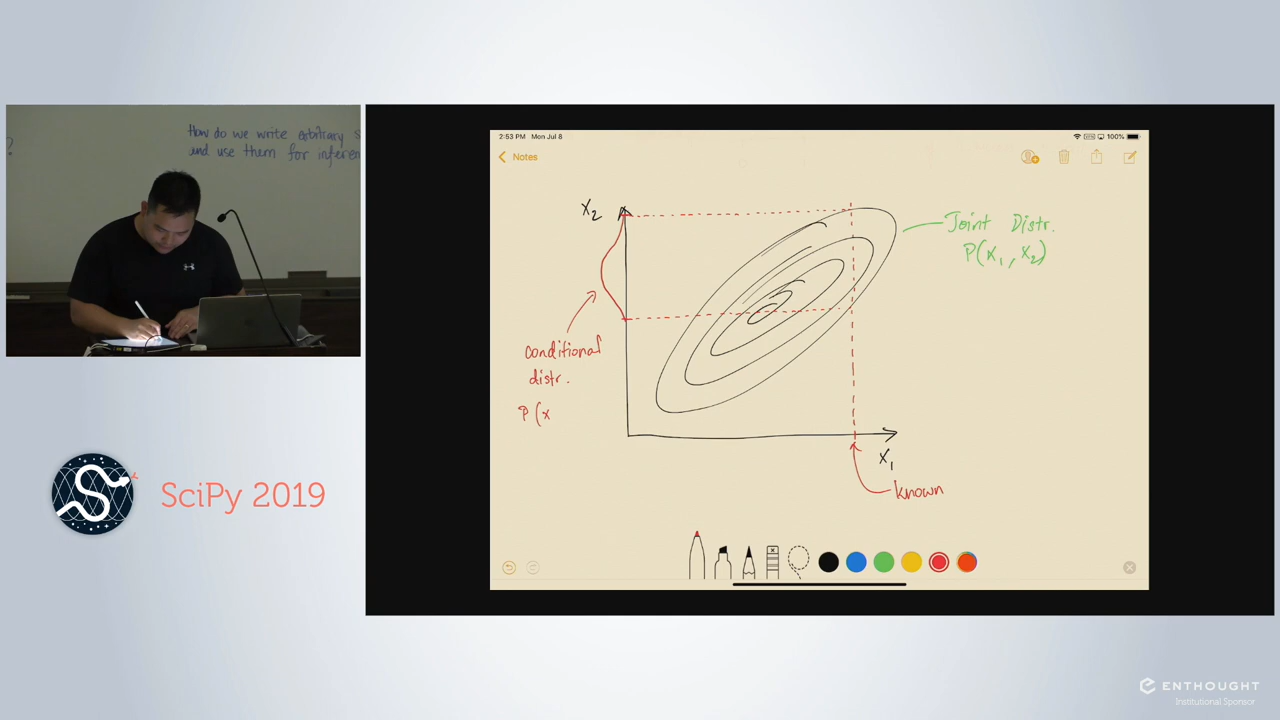 ?
How do we write arbitrary s
and use them for inferen
SciPy 2019
2:53 PM Mon Jul 8
100%
Notes
X₂
Joint Distr.
P(x₁, x₂)
conditional
distr.
P(x
X₁
known
ENTHOUGHT
Institutional Sponsor